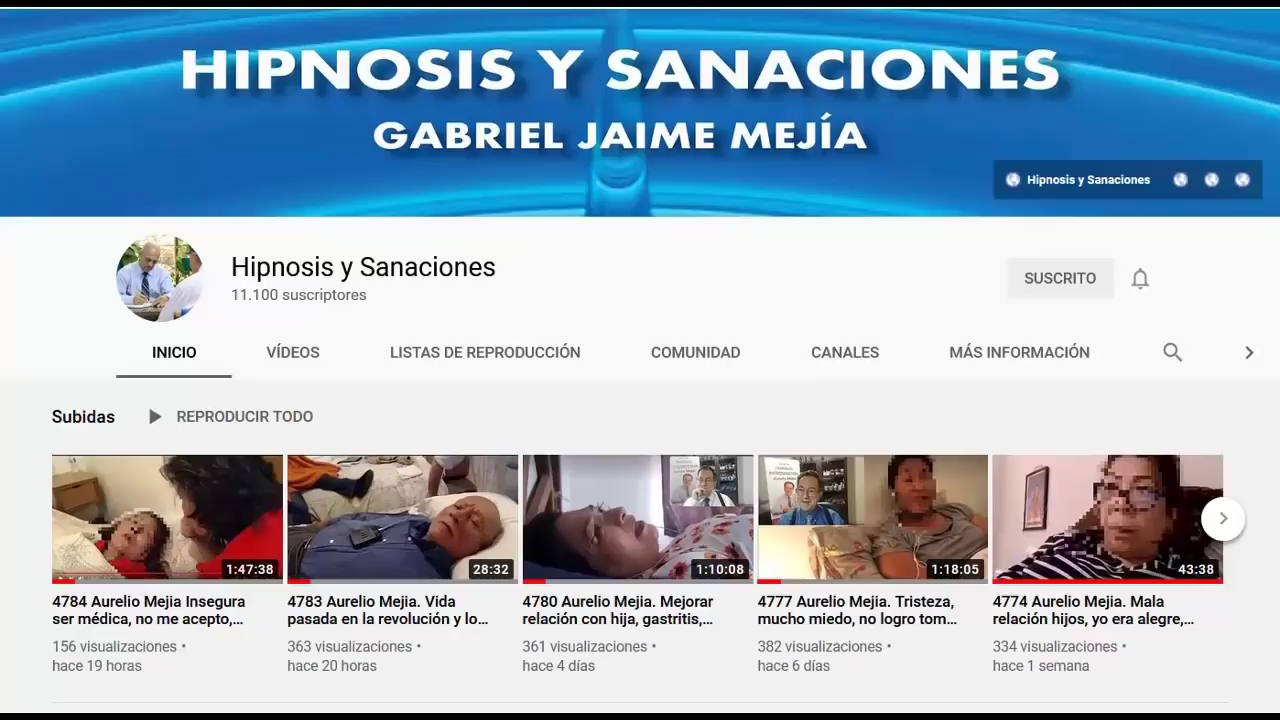 HIPNOSIS Y SANACIONES
GABRIEL JAIME MEJÍA
Hipnosis y Sanaciones
Hipnosis y Sanaciones
11.100 suscriptores
SUSCRITO
INICIO VÍDEOS LISTAS DE REPRODUCCIÓN COMUNIDAD CANALES MÁS INFORMACIÓN
Subidas REPRODUCIR TODO
1:47:38
28:32
1:10:08
1:18:05
43:38
4784 Aurelio Mejia Insegura
ser médica, no me acepto,...
156 visualizaciones •
hace 19 horas
4783 Aurelio Mejia. Vida
pasada en la revolución y lo...
363 visualizaciones •
hace 20 horas
4780 Aurelio Mejia. Mejorar
relación con hija, gastritis,...
361 visualizaciones •
hace 4 días
4777 Aurelio Mejia. Tristeza,
mucho miedo, no logro tom...
382 visualizaciones •
hace 6 días
4774 Aurelio Mejia. Mala
relación hijos, yo era alegre,...
334 visualizaciones •
hace 1 semana